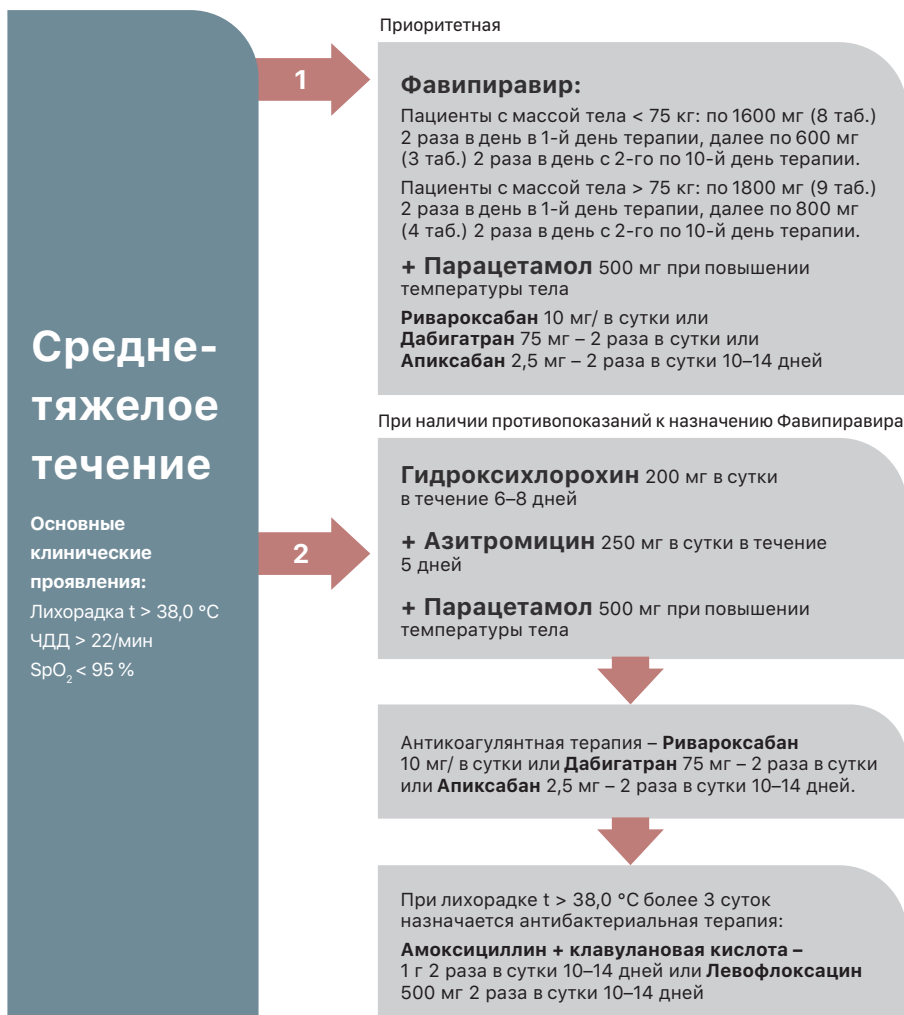 Средне-
тяжелое
течение
Основные
клинические
проявления:
Лихорадка t > 38,0 °C
ЧДД > 22/мин
SpO₂ < 95 %
1
Приоритетная
Фавипиравир:
Пациенты с массой тела < 75 кг: по 1600 мг (8 таб.)
2 раза в день в 1-й день терапии, далее по 600 мг
(3 таб.) 2 раза в день с 2-го по 10-й день терапии.
Пациенты с массой тела > 75 кг: по 1800 мг (9 таб.)
2 раза в день в 1-й день терапии, далее по 800 мг
(4 таб.) 2 раза в день с 2-го по 10-й день терапии.
+ Парацетамол 500 мг при повышении
температуры тела
Ривароксабан 10 мг/ в сутки или
Дабигатран 75 мг – 2 раза в сутки или
Апиксабан 2,5 мг – 2 раза в сутки 10–14 дней
2
При наличии противопоказаний к назначению Фавипиравира
Гидроксихлорохин 200 мг в сутки
в течение 6–8 дней
+ Азитромицин 250 мг в сутки в течение
5 дней
+ Парацетамол 500 мг при повышении
температуры тела
Антикоагулянтная терапия – Ривароксабан
10 мг/ в сутки или Дабигатран 75 мг – 2 раза в сутки
или Апиксабан 2,5 мг – 2 раза в сутки 10–14 дней.
При лихорадке t > 38,0 °C более 3 суток
назначается антибактериальная терапия:
Амоксициллин + клавулановая кислота –
1 г 2 раза в сутки 10–14 дней или Левофлоксацин
500 мг 2 раза в сутки 10–14 дней